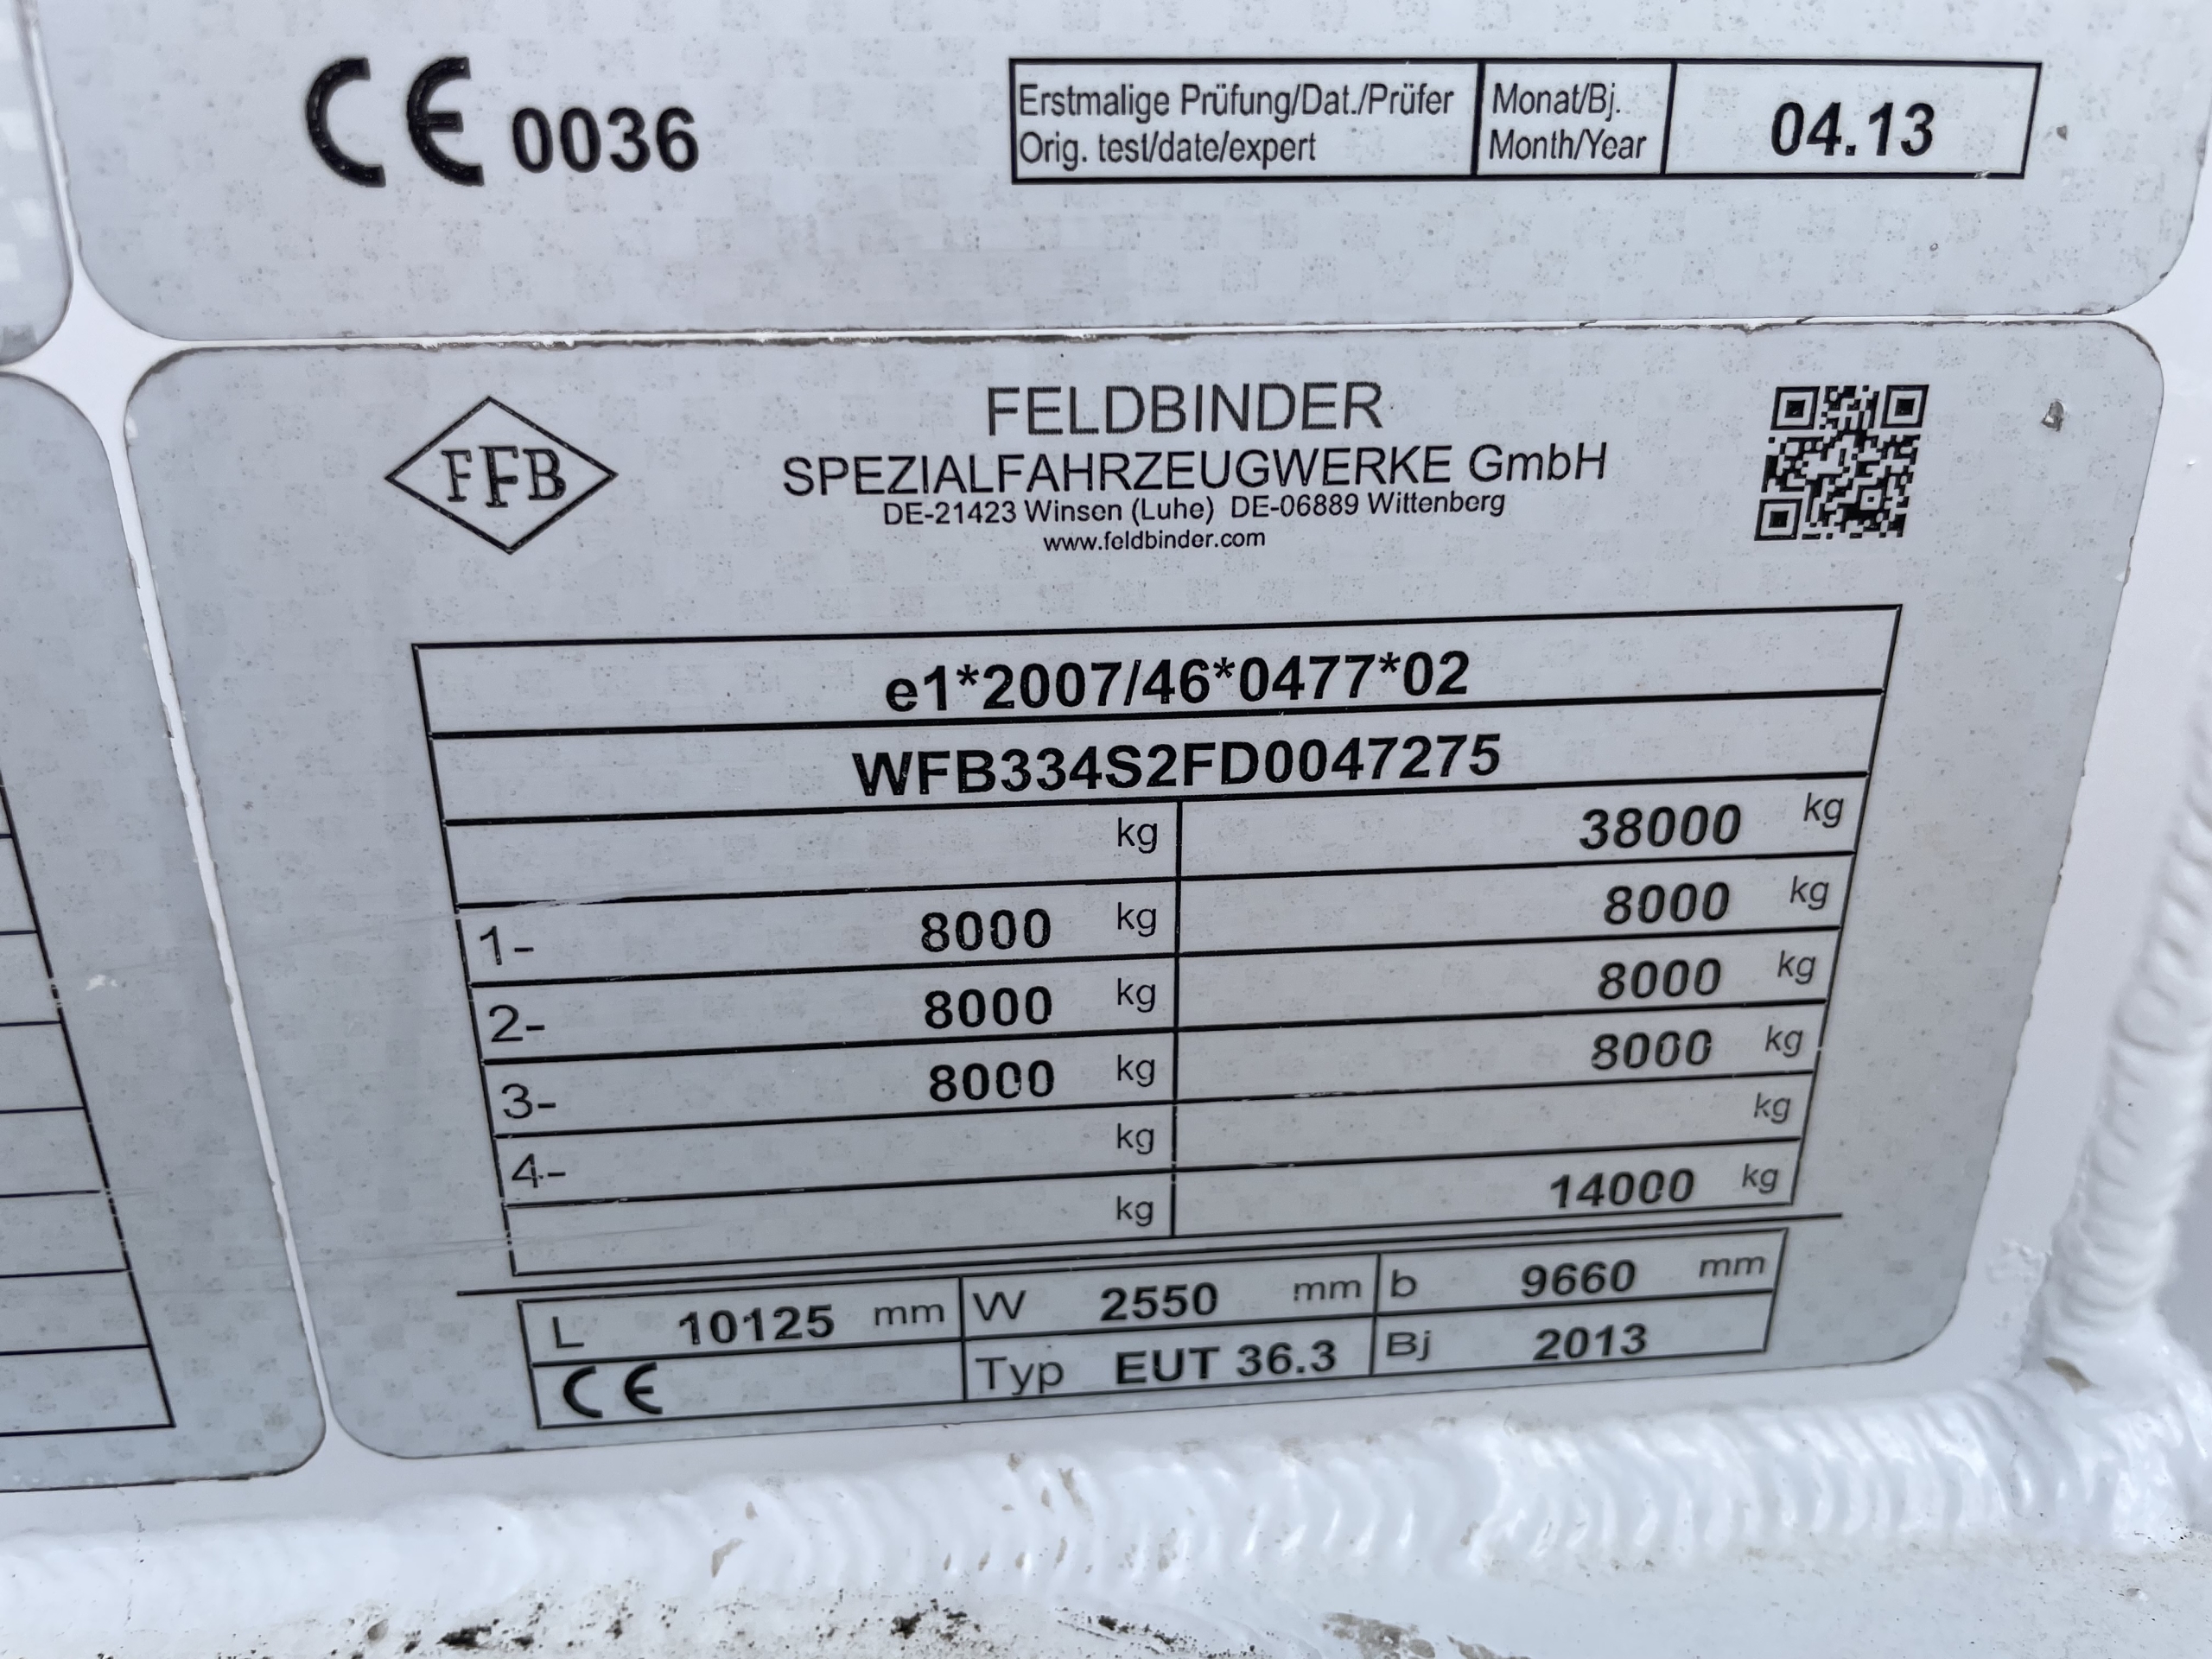 CE 0036
Erstmalige Prüfung/Dat./Prüfer
Orig. test/date/expert
Monat/Bj.
Month/Year
04.13
FFB
FELDBINDER
SPEZIALFAHRZEUGWERKE GmbH
DE-21423 Winsen (Luhe) DE-06889 Wittenberg
www.feldbinder.com
e1*2007/46*0477*02
WFB334S2FD0047275
kg 38000 kg
1- 8000 kg 8000 kg
2- 8000 kg 8000 kg
3- 8000 kg 8000 kg
4- kg kg
kg 14000 kg
L 10125 mm W 2550 mm b 9660 mm
CE Typ EUT 36.3 Bj 2013